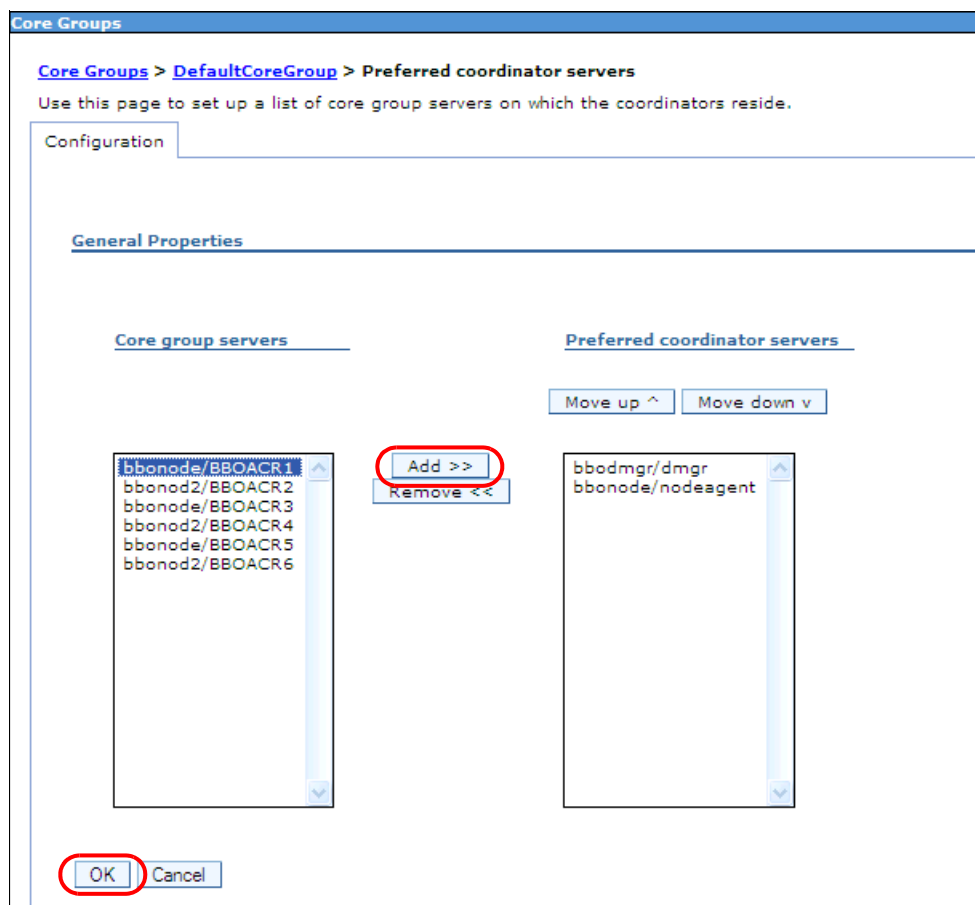 Core Groups
Core Groups > DefaultCoreGroup > Preferred coordinator servers
Use this page to set up a list of core group servers on which the coordinators reside.
Configuration
General Properties
Core group servers
Preferred coordinator servers
Move up ^ Move down v
bbonode/BBOACR1
bbonod2/BBOACR2
bbonode/BBOACR3
bbonod2/BBOACR4
bbonode/BBOACR5
bbonod2/BBOACR6
Add >>
Remove <<
bbodmgr/dmgr
bbonode/nodeagent
OK Cancel